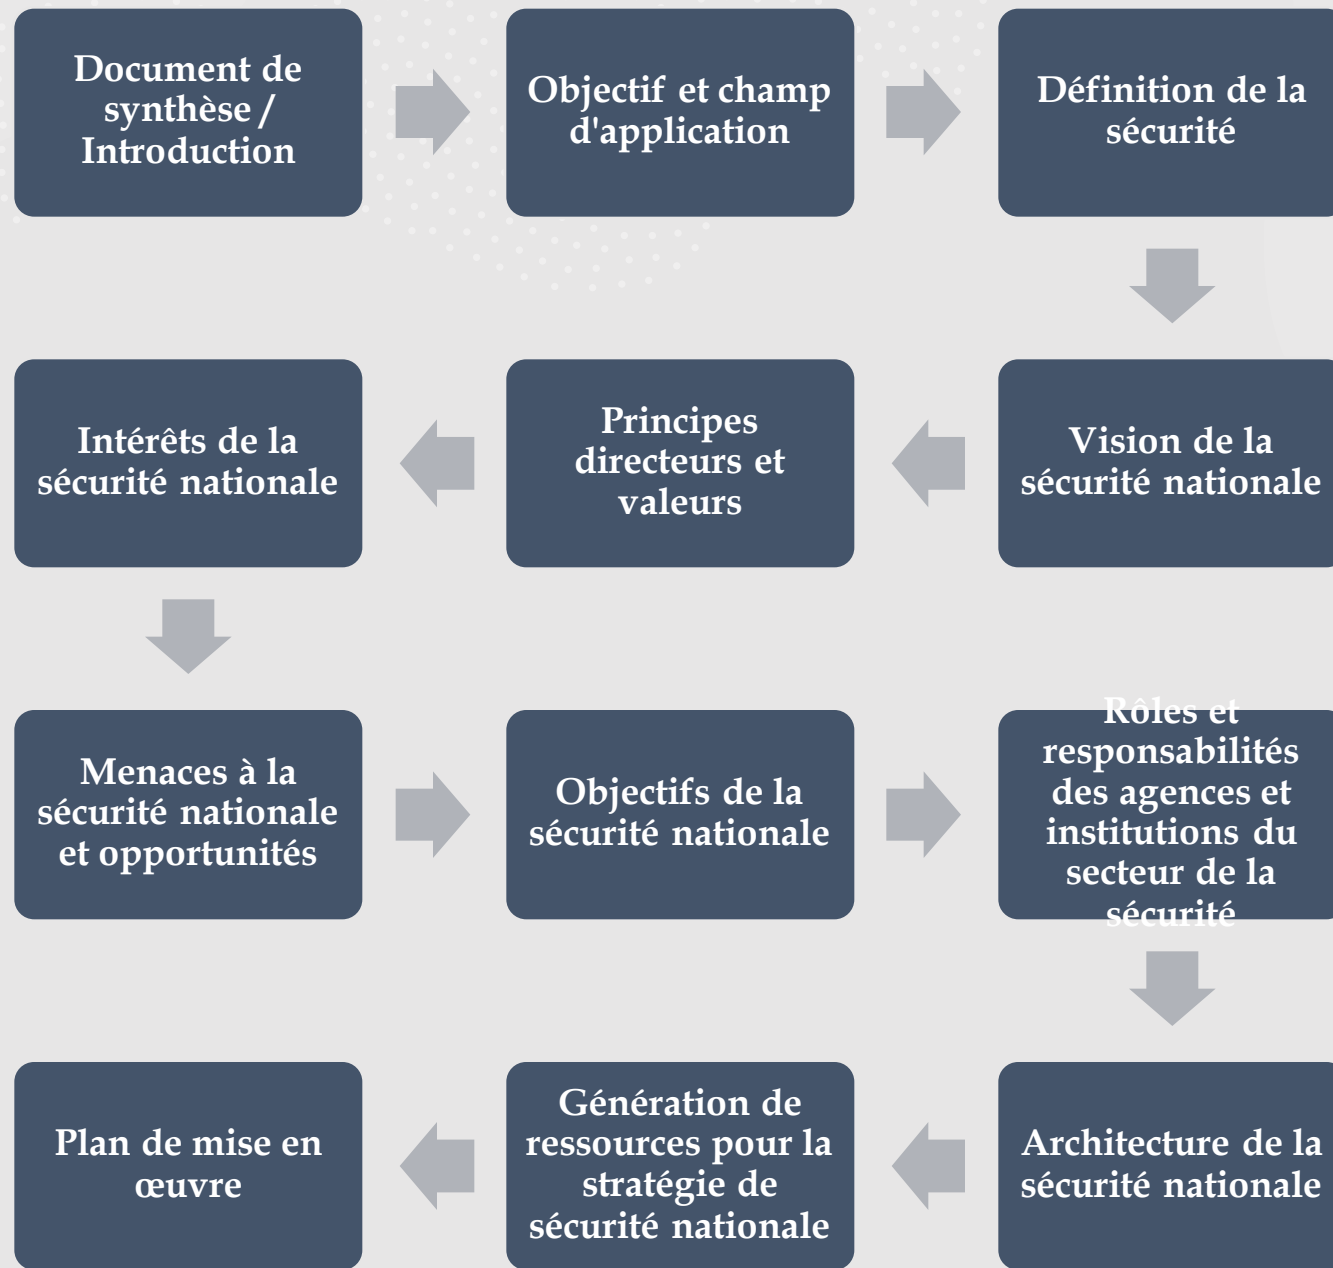 Document de
synthèse /
Introduction
Objectif et champ
d'application
Définition de la
sécurité
Vision de la
sécurité nationale
Principes
directeurs et
valeurs
Intérêts de la
sécurité nationale
Menaces à la
sécurité nationale
et opportunités
Objectifs de la
sécurité nationale
Rôles et
responsabilités
des agences et
institutions du
secteur de la
sécurité
Architecture de la
sécurité nationale
Génération de
ressources pour la
stratégie de
sécurité nationale
Plan de mise en
œuvre